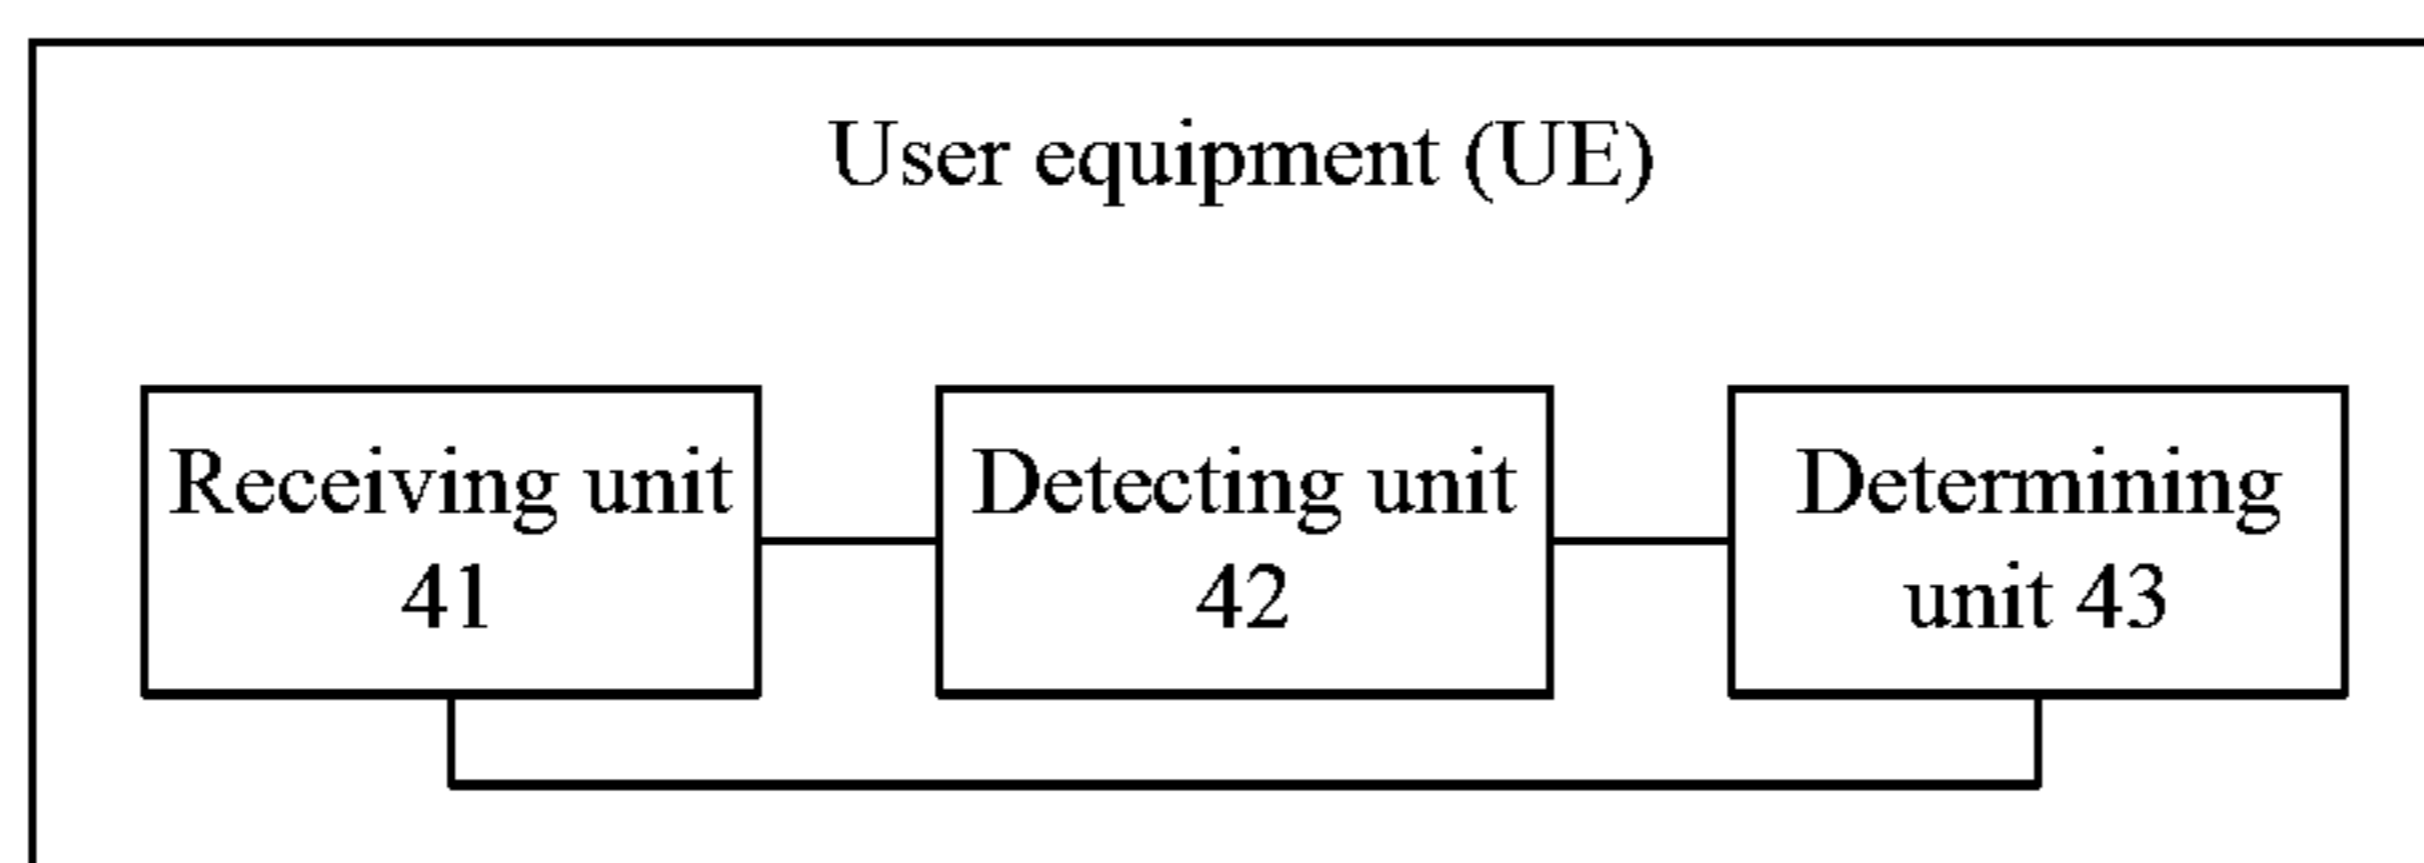 User equipment (UE)
Receiving unit
41
Detecting unit
42
Determining
unit 43